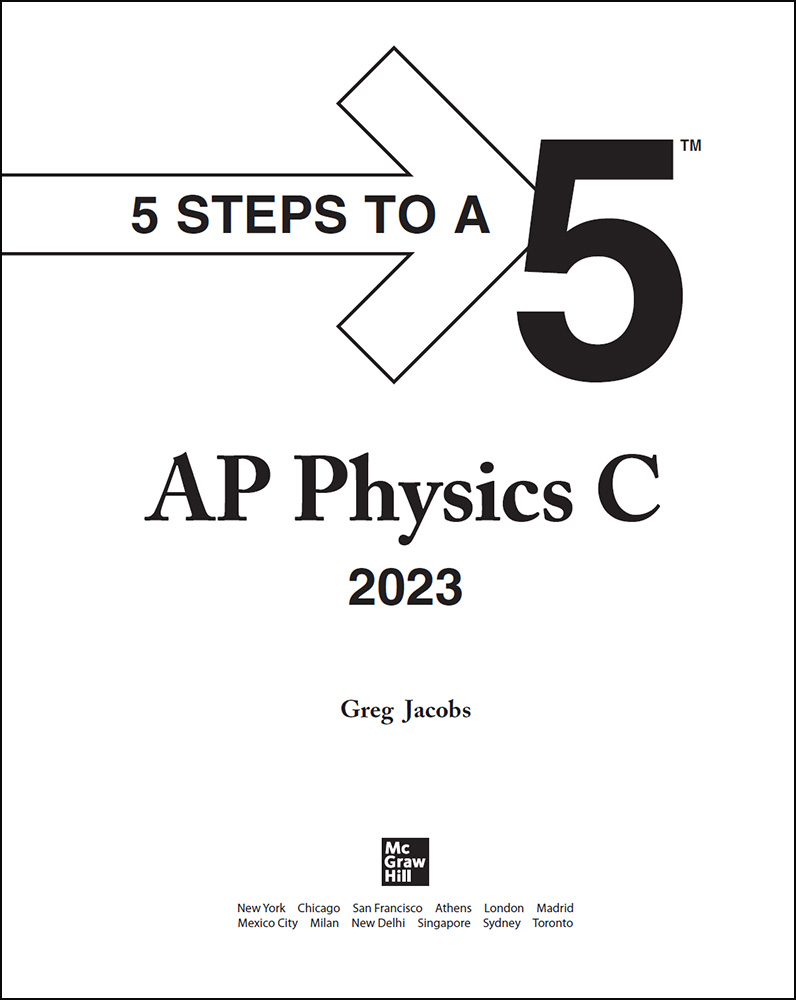 5 STEPS TO A 5™
AP Physics C
2023
Greg Jacobs
Mc
Graw
Hill
New York Chicago San Francisco Athens London Madrid
Mexico City Milan New Delhi Singapore Sydney Toronto